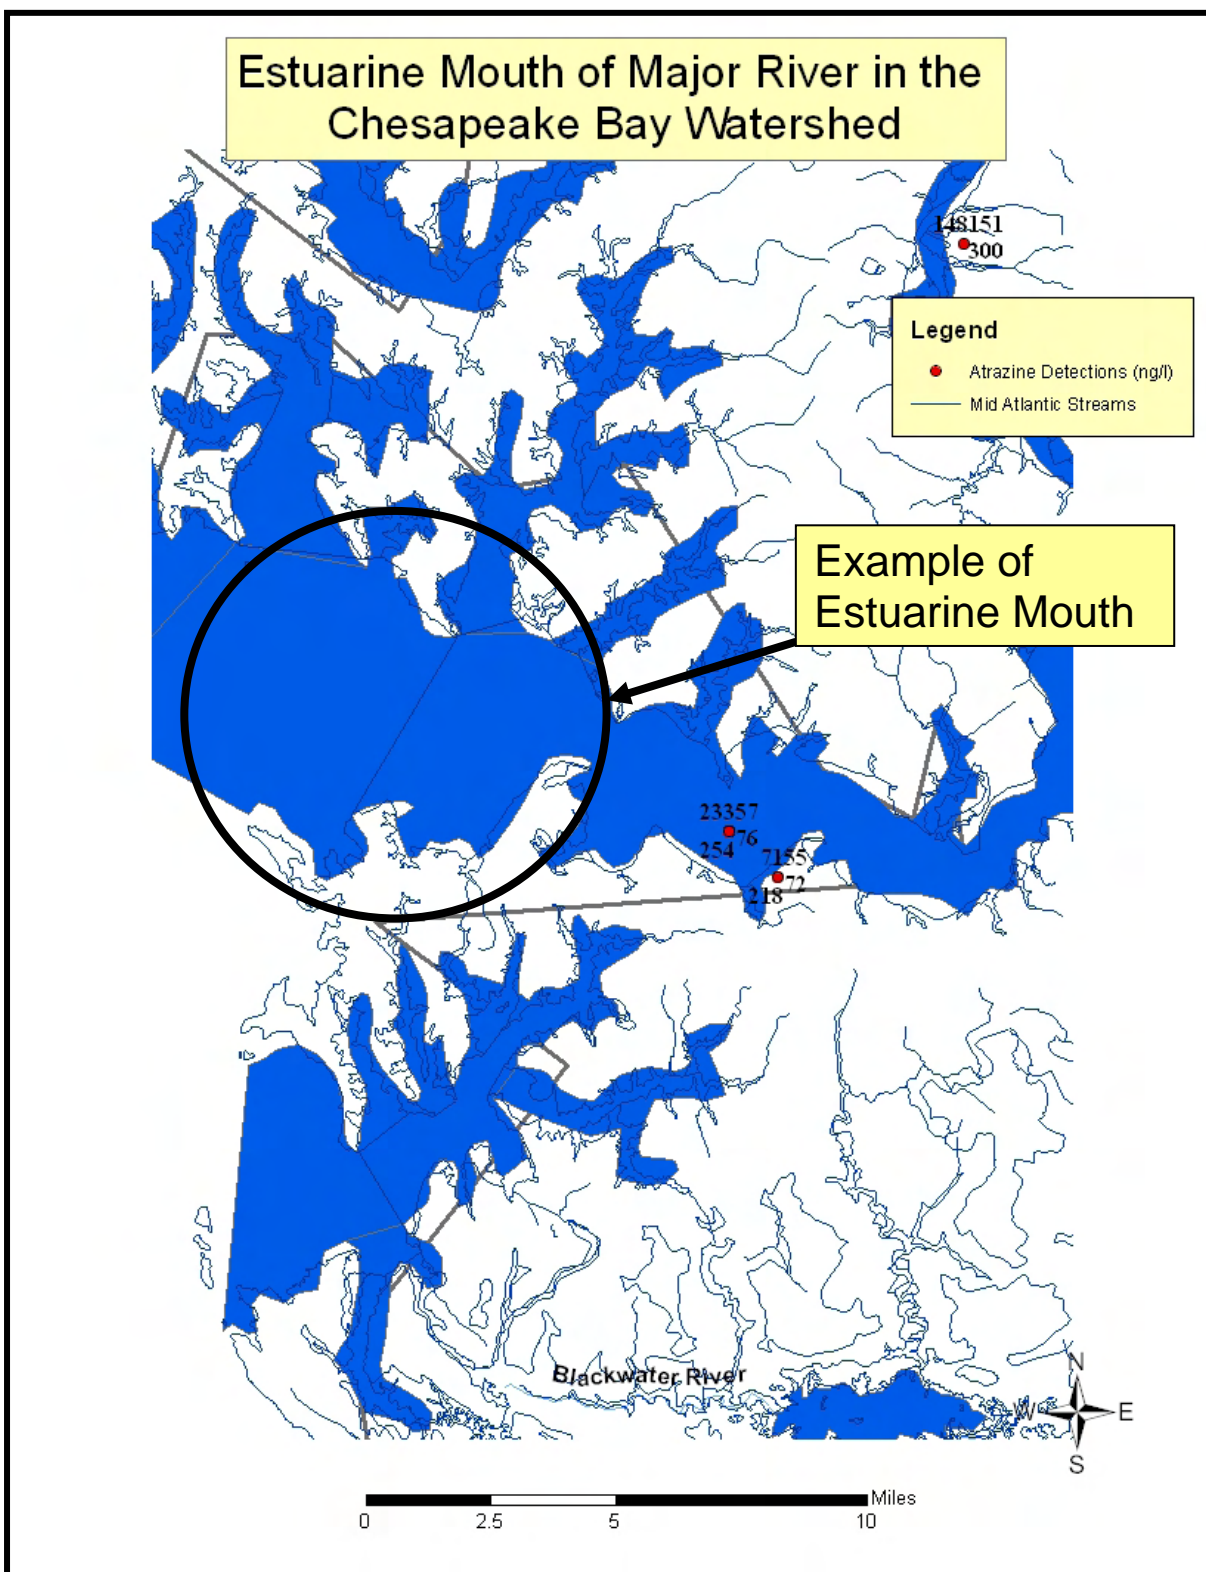 Estuarine Mouth of Major River in the
Chesapeake Bay Watershed
148151
300
Legend
Atrazine Detections (ng/l)
Mid Atlantic Streams
Example of
Estuarine Mouth
23357
76
254
7155
72
218
Blackwater River
N
W
E
S
Miles
0 2.5 5 10